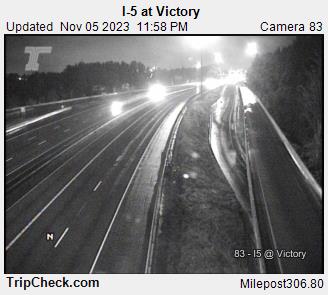 I-5 at Victory
Updated Nov 05 2023 11:58 PM Camera 83
N
83 - I5 @ Victory
TripCheck.com Milepost306.80